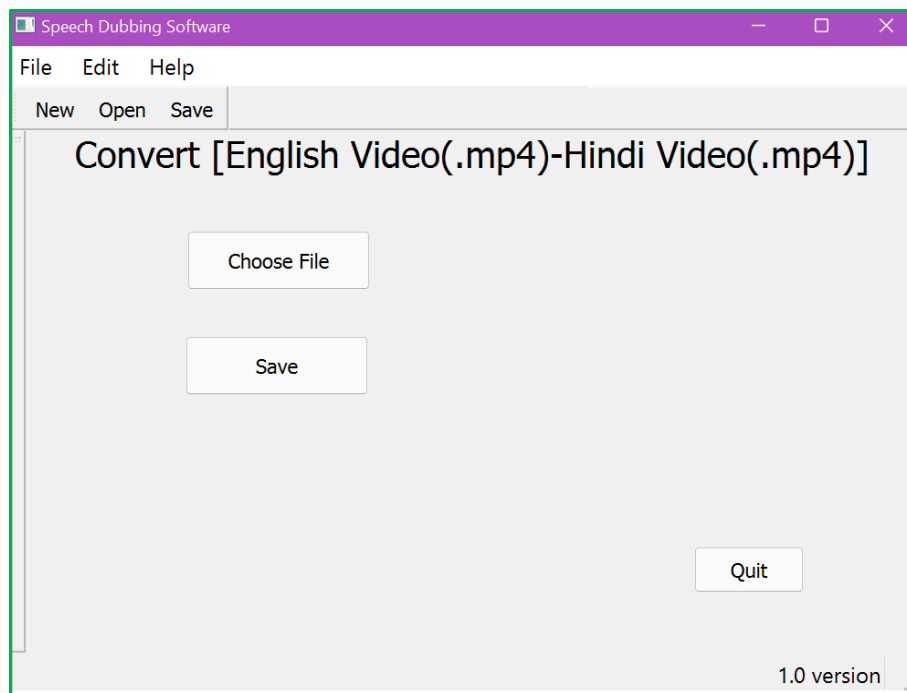 Speech Dubbing Software
File Edit Help
New Open Save
Convert [English Video(.mp4)-Hindi Video(.mp4)]
Choose File
Save
Quit
1.0 version